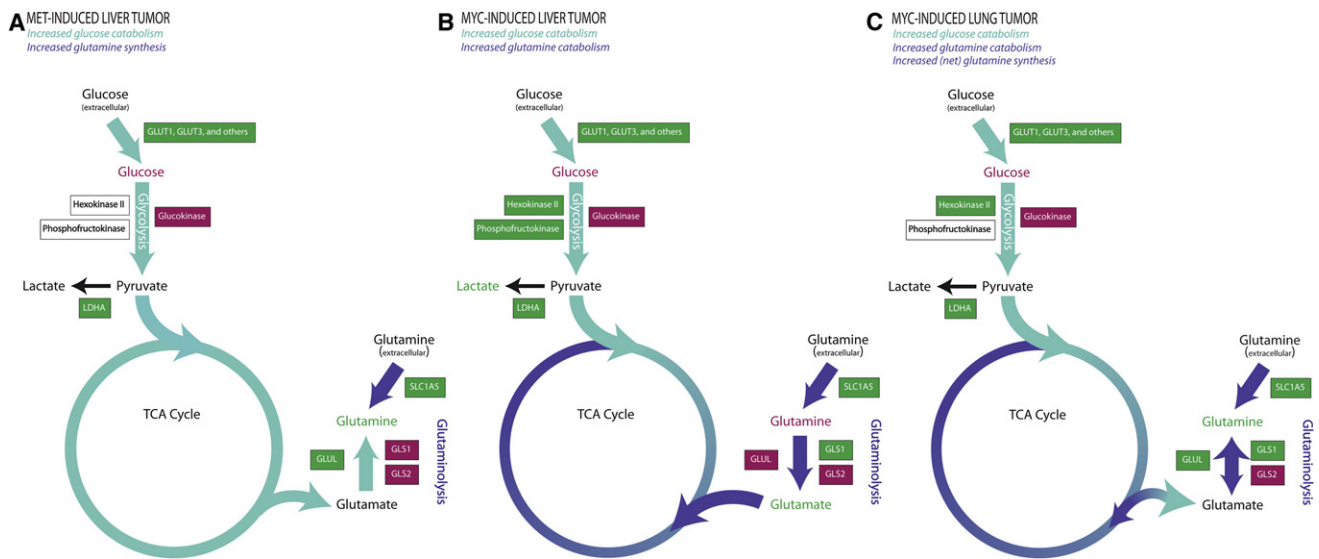 A MET-INDUCED LIVER TUMOR
Increased glucose catabolism
Increased glutamine synthesis
Glucose
(extracellular)
GLUT1, GLUT3, and others
Glucose
Glycolysis
Hexokinase II
Glucokinase
Phosphofructokinase
Lactate
Pyruvate
LDHA
TCA Cycle
Glutamine
(extracellular)
SLC1A5
Glutamine
GLUL
GLS1
GLS2
Glutaminolysis
Glutamate
B MYC-INDUCED LIVER TUMOR
Increased glucose catabolism
Increased glutamine catabolism
Glucose
(extracellular)
GLUT1, GLUT3, and others
Glucose
Glycolysis
Hexokinase II
Glucokinase
Phosphofructokinase
Lactate
Pyruvate
LDHA
TCA Cycle
Glutamine
(extracellular)
SLC1A5
Glutamine
GLUL
GLS1
GLS2
Glutaminolysis
Glutamate
C MYC-INDUCED LUNG TUMOR
Increased glucose catabolism
Increased glutamine catabolism
Increased (net) glutamine synthesis
Glucose
(extracellular)
GLUT1, GLUT3, and others
Glucose
Glycolysis
Hexokinase II
Glucokinase
Phosphofructokinase
Lactate
Pyruvate
LDHA
TCA Cycle
Glutamine
(extracellular)
SLC1A5
Glutamine
GLUL
GLS1
GLS2
Glutaminolysis
Glutamate